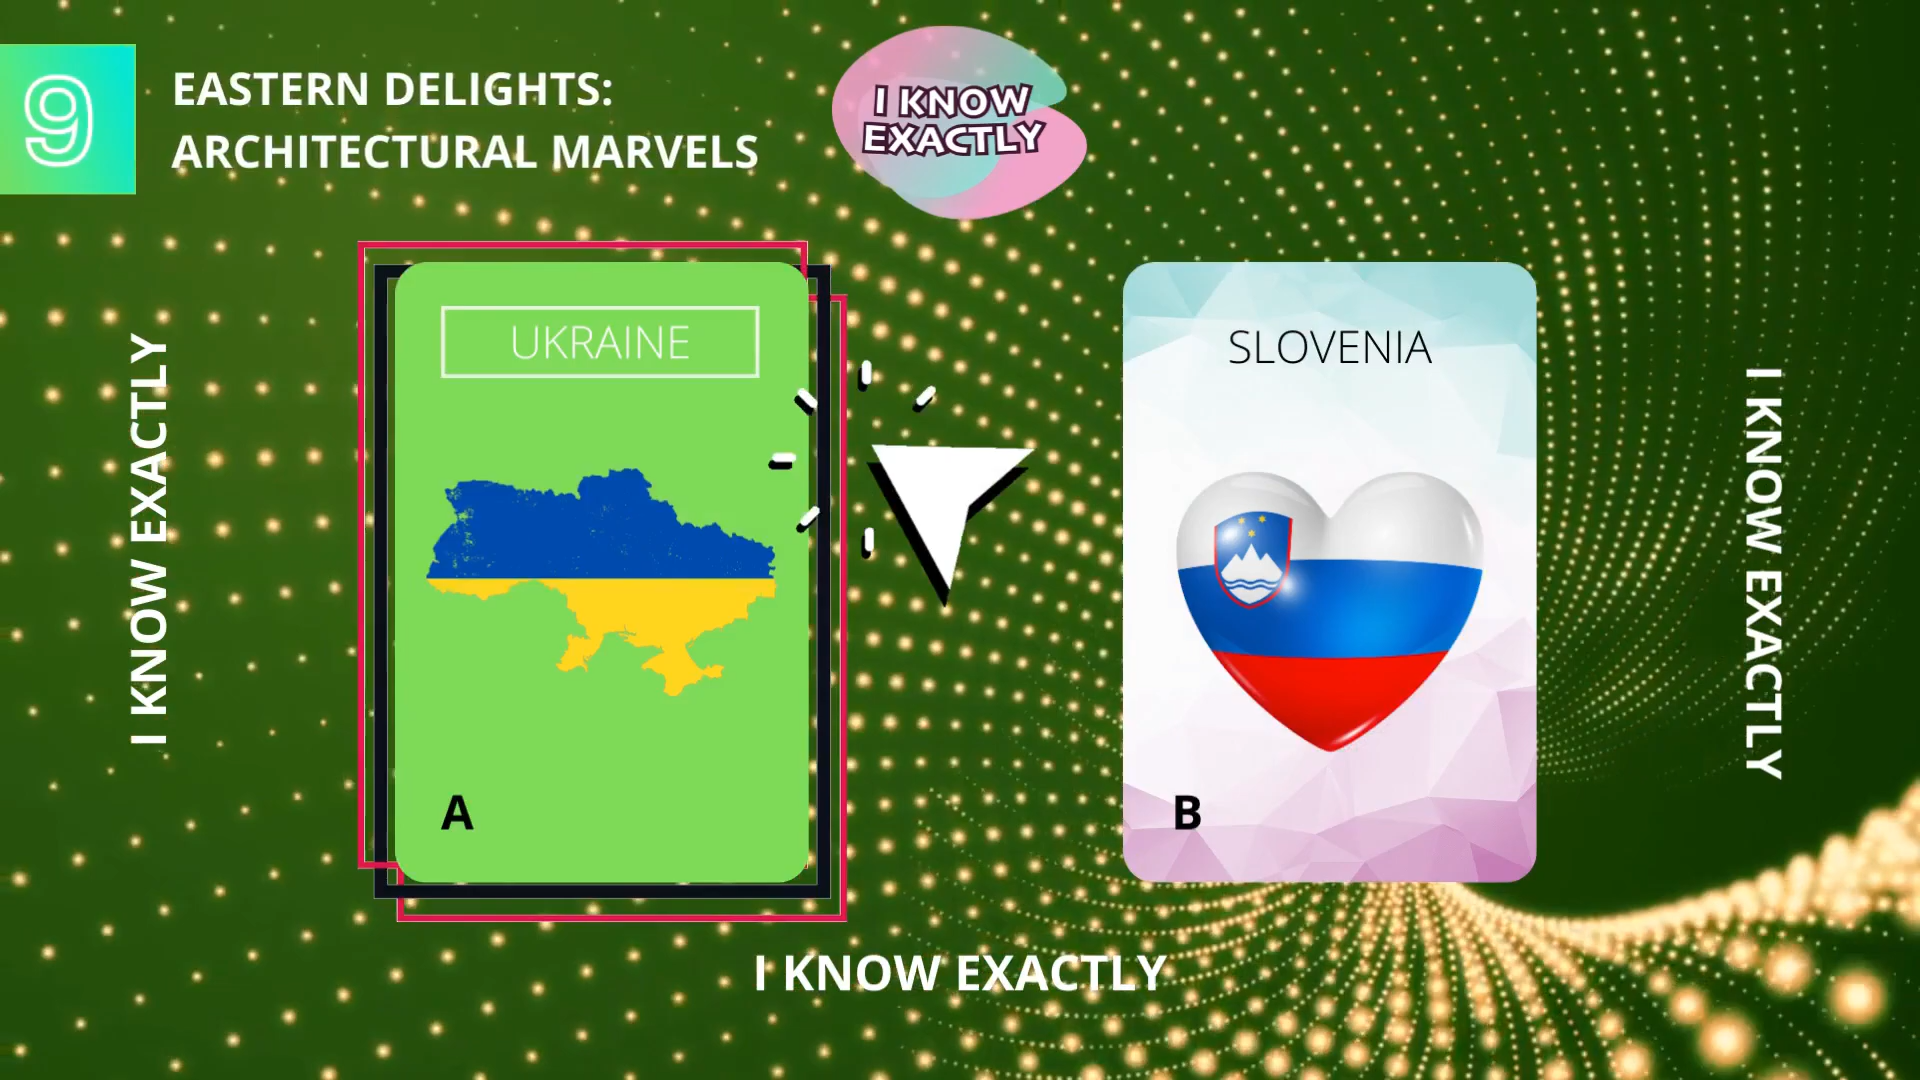 9
EASTERN DELIGHTS:
ARCHITECTURAL MARVELS
I KNOW
EXACTLY
I KNOW EXACTLY
UKRAINE
A
SLOVENIA
B
I KNOW EXACTLY
I KNOW EXACTLY